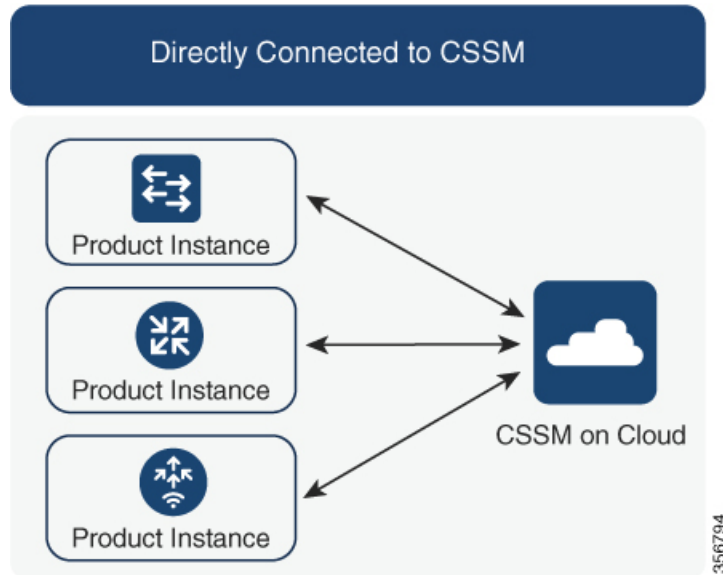 Directly Connected to CSSM
Product Instance
Product Instance
CSSM on Cloud
Product Instance
356794